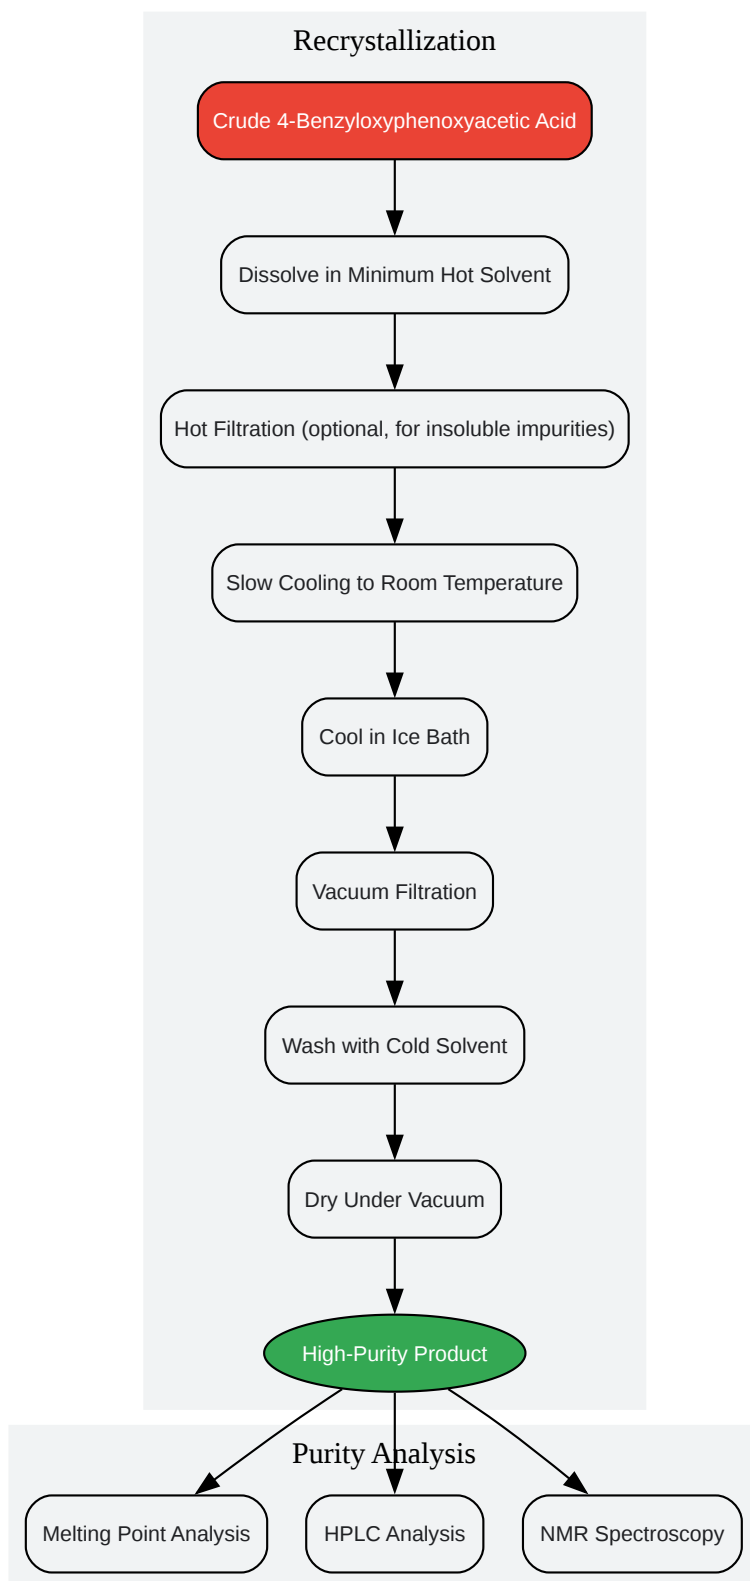 Recrystallization
Crude 4-Benzyloxyphenoxyacetic Acid
Dissolve in Minimum Hot Solvent
Hot Filtration (optional, for insoluble impurities)
Slow Cooling to Room Temperature
Cool in Ice Bath
Vacuum Filtration
Wash with Cold Solvent
Dry Under Vacuum
High-Purity Product
Purity Analysis
Melting Point Analysis
HPLC Analysis
NMR Spectroscopy